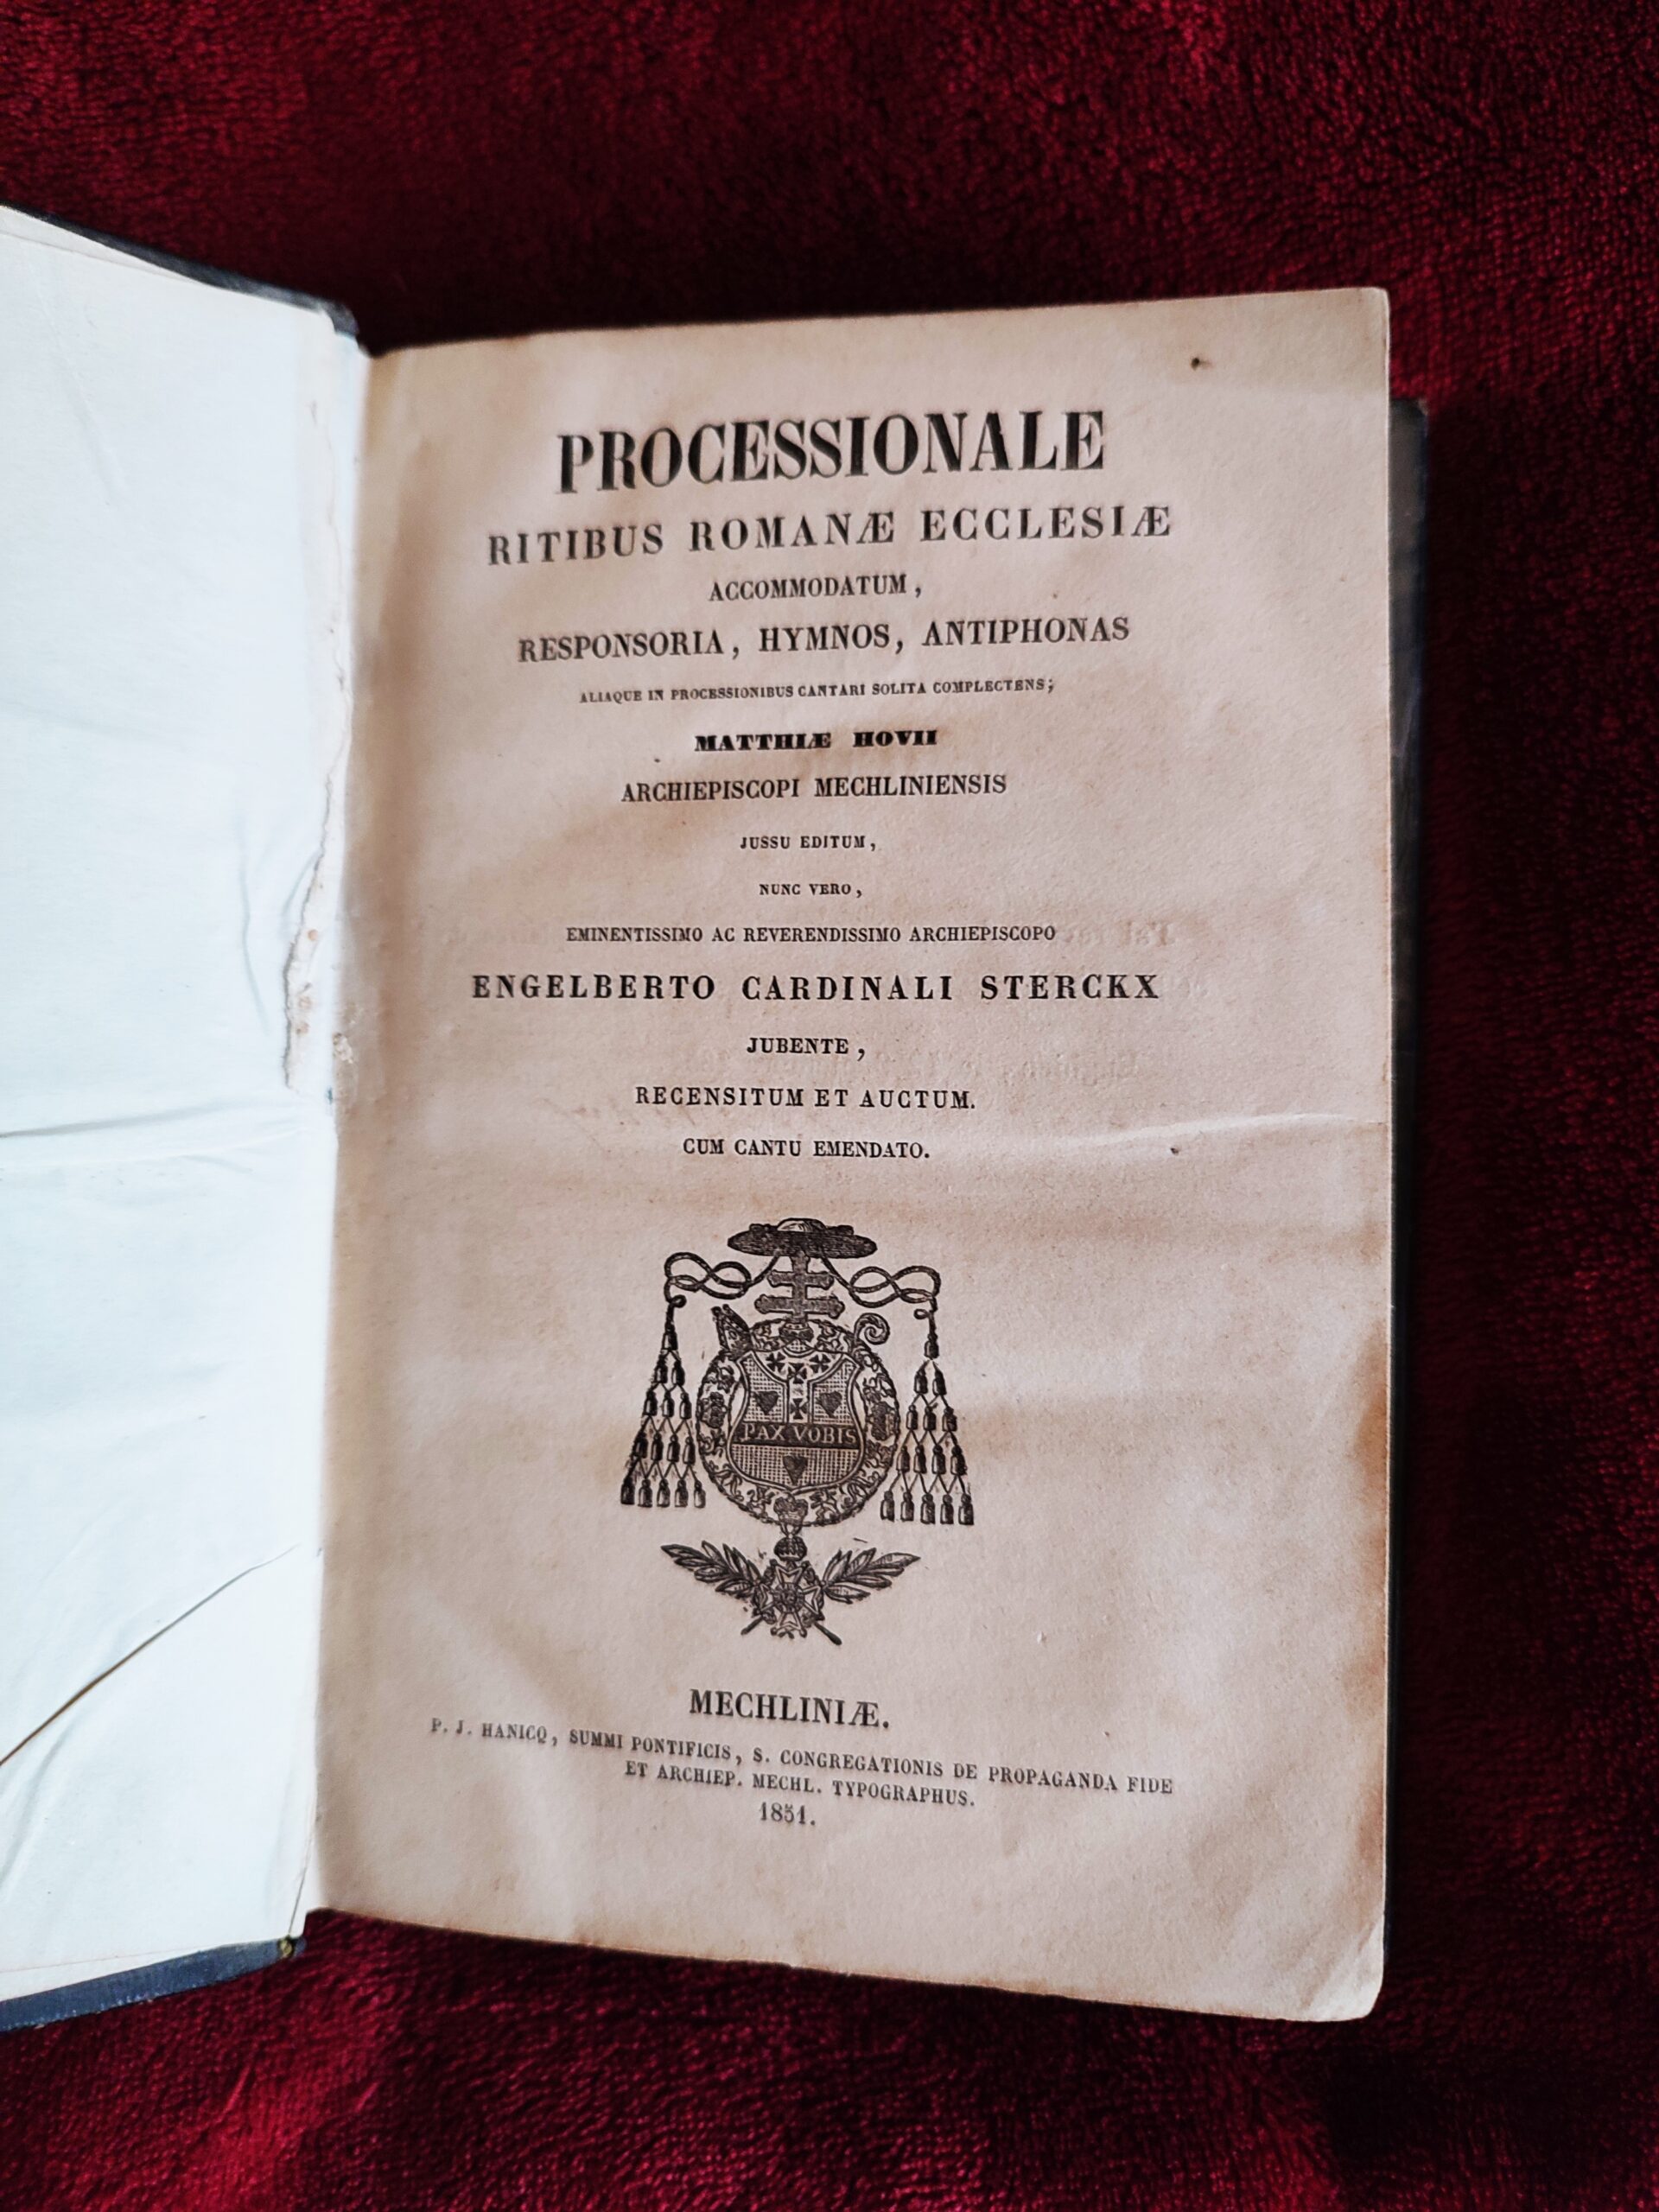 PROCESSIONALE
RITIBUS ROMANÆ ECCLESIÆ
ACCOMMODATUM,
RESPONSORIA, HYMNOS, ANTIPHONAS
ALIAQUE IN PROCESSIONIBUS CANTARI SOLITA COMPLECTENS;
MATTHIÆ HOVII
ARCHIEPISCOPI MECHLINIENSIS
JUSSU EDITUM,
NUNC VERO,
EMINENTISSIMO AC REVERENDISSIMO ARCHIEPISCOPO
ENGELBERTO CARDINALI STERCKX
JUBENTE,
RECENSITUM ET AUCTUM.
CUM CANTU EMENDATO.
PAX VOBIS
MECHLINIÆ.
P. J. HANICQ, SUMMI PONTIFICIS, S. CONGREGATIONIS DE PROPAGANDA FIDE
ET ARCHIEP. MECHL. TYPOGRAPHUS.
1851.